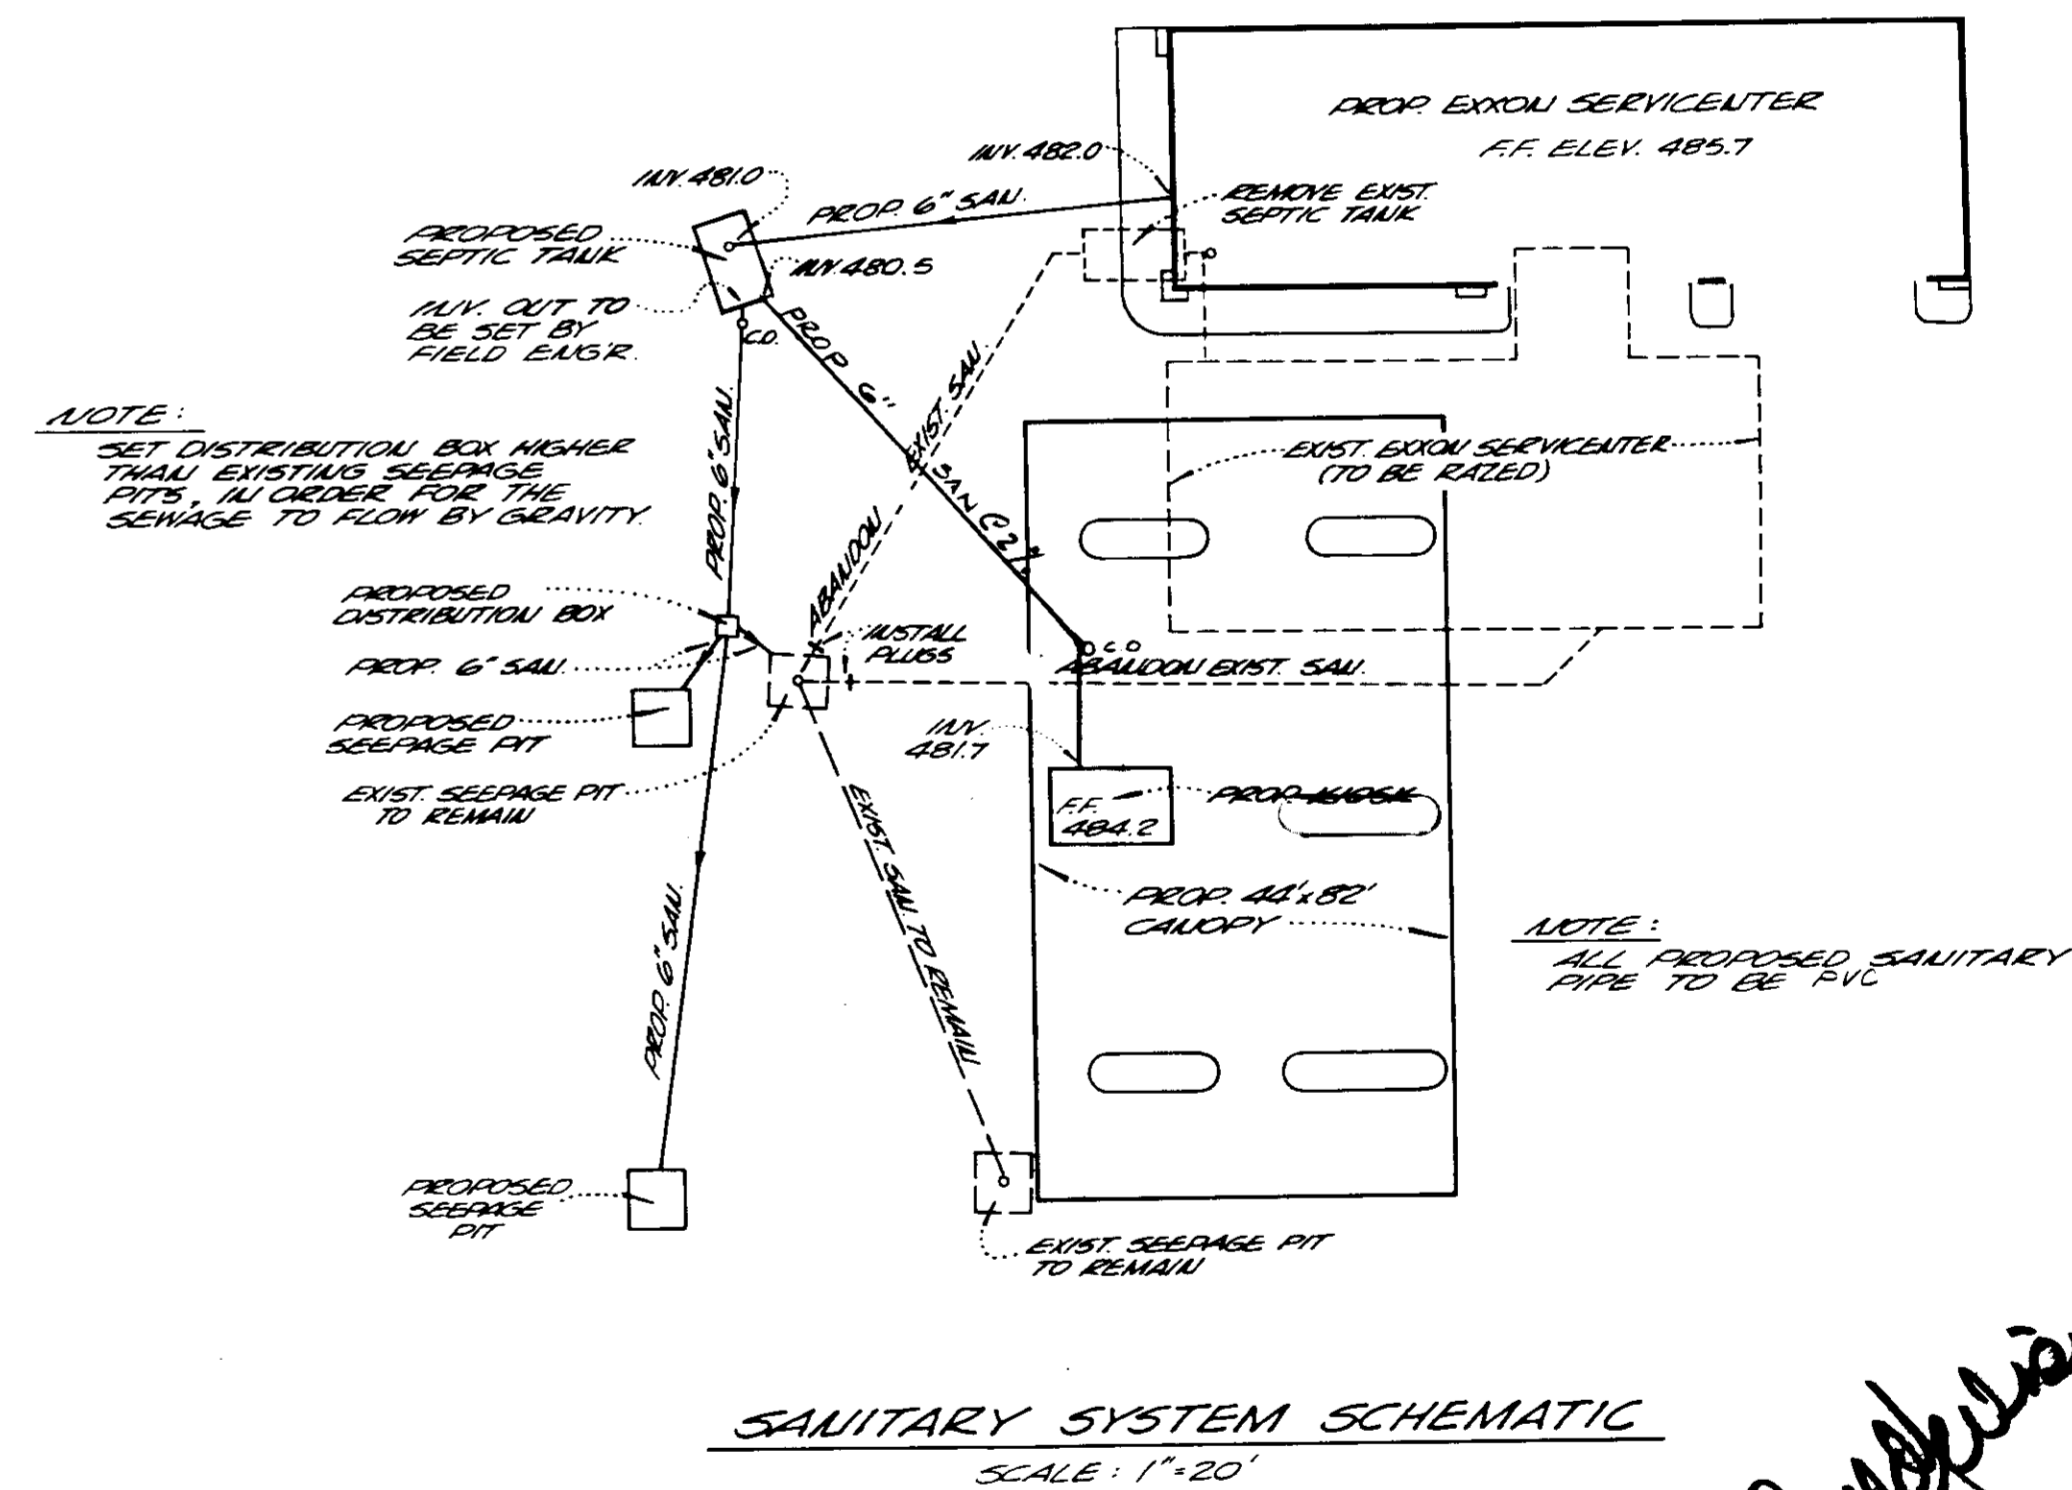 PROP. EXXON SERVICENTER
F.F. ELEV. 485.7
INV. 482.0
INV. 481.0
PROP. 6" SAN.
REMOVE EXIST.
SEPTIC TANK
PROPOSED
SEPTIC TANK
INV. 480.5
INV. OUT TO
BE SET BY
FIELD ENG'R.
C.O.
PROP 6" SAN @ 2%
EXIST. SAN.
ABANDON
NOTE:
SET DISTRIBUTION BOX HIGHER
THAN EXISTING SEEPAGE
PITS, IN ORDER FOR THE
SEWAGE TO FLOW BY GRAVITY.
PROP. 6" SAN.
EXIST. EXXON SERVICENTER
(TO BE RAZED)
PROPOSED
DISTRIBUTION BOX
INSTALL
PLUGS
C.O
PROP. 6" SAN.
ABANDON EXIST. SAN.
PROPOSED
SEEPAGE PIT
INV.
481.7
EXIST. SEEPAGE PIT
TO REMAIN
F.F.
484.2
PROP. KIOSK
EXIST. SAN. TO REMAIN
PROP. 6" SAN.
PROP. 44'x82'
CANOPY
NOTE:
ALL PROPOSED SANITARY
PIPE TO BE PVC
PROPOSED
SEEPAGE
PIT
EXIST. SEEPAGE PIT
TO REMAIN
SANITARY SYSTEM SCHEMATIC
SCALE: 1"=20'